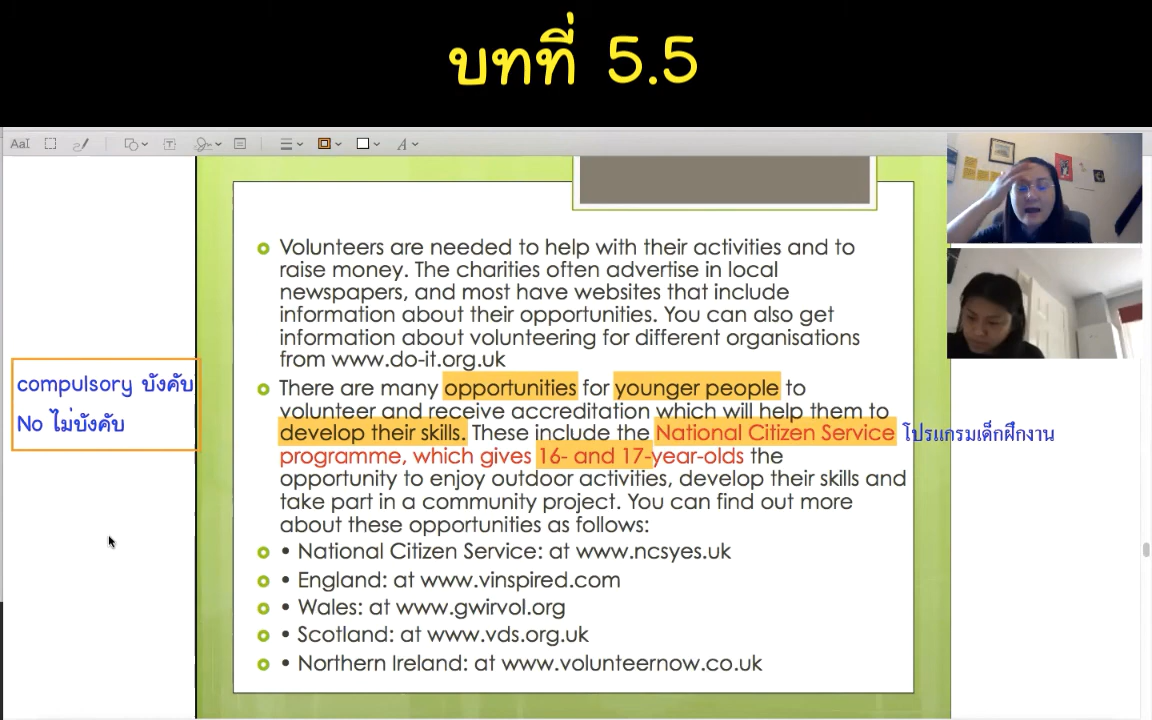 บทที่ 5.5
AaI
Volunteers are needed to help with their activities and to
raise money. The charities often advertise in local
newspapers, and most have websites that include
information about their opportunities. You can also get
information about volunteering for different organisations
from www.do-it.org.uk
There are many opportunities for younger people to
volunteer and receive accreditation which will help them to
develop their skills. These include the National Citizen Service
programme, which gives 16- and 17-year-olds the
opportunity to enjoy outdoor activities, develop their skills and
take part in a community project. You can find out more
about these opportunities as follows:
• National Citizen Service: at www.ncsyes.uk
• England: at www.vinspired.com
• Wales: at www.gwirvol.org
• Scotland: at www.vds.org.uk
• Northern Ireland: at www.volunteernow.co.uk
compulsory บังคับ
No ไม่บังคับ
โปรแกรมเด็กฝึกงาน